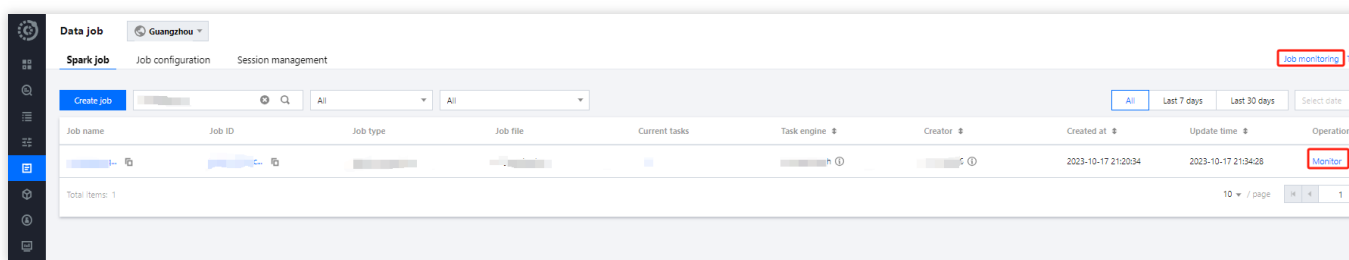 Data job Guangzhou
Spark job Job configuration Session management Job monitoring
Create job All All All Last 7 days Last 30 days Select date
Job name Job ID Job type Job file Current tasks Task engine Creator Created at Update time Operation
2023-10-17 21:20:34 2023-10-17 21:34:28 Monitor
Total items: 1 10 / page 1